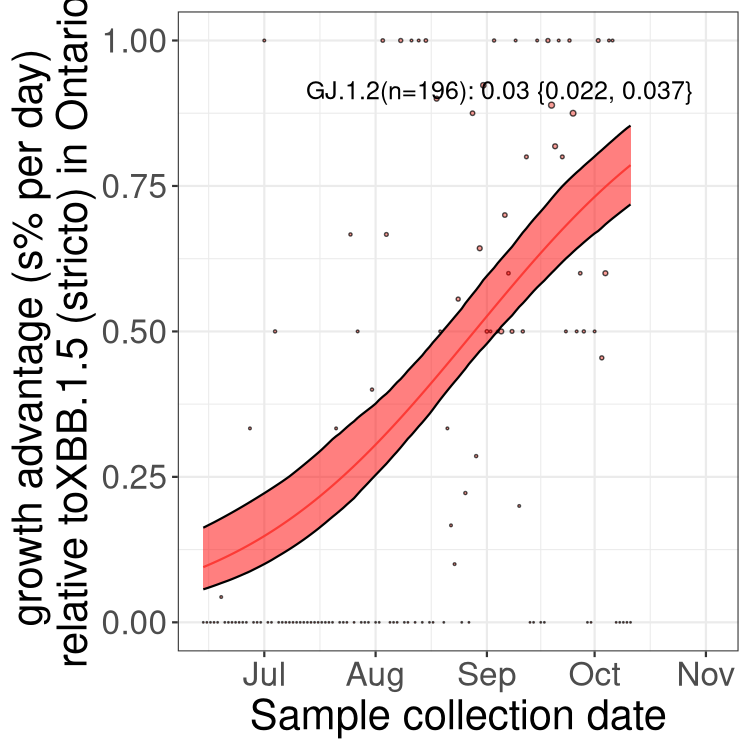 growth advantage (s% per day)
relative toXBB.1.5 (stricto) in Ontario
1.00
0.75
0.50
0.25
0.00
GJ.1.2(n=196): 0.03 {0.022, 0.037}
Jul Aug Sep Oct Nov
Sample collection date